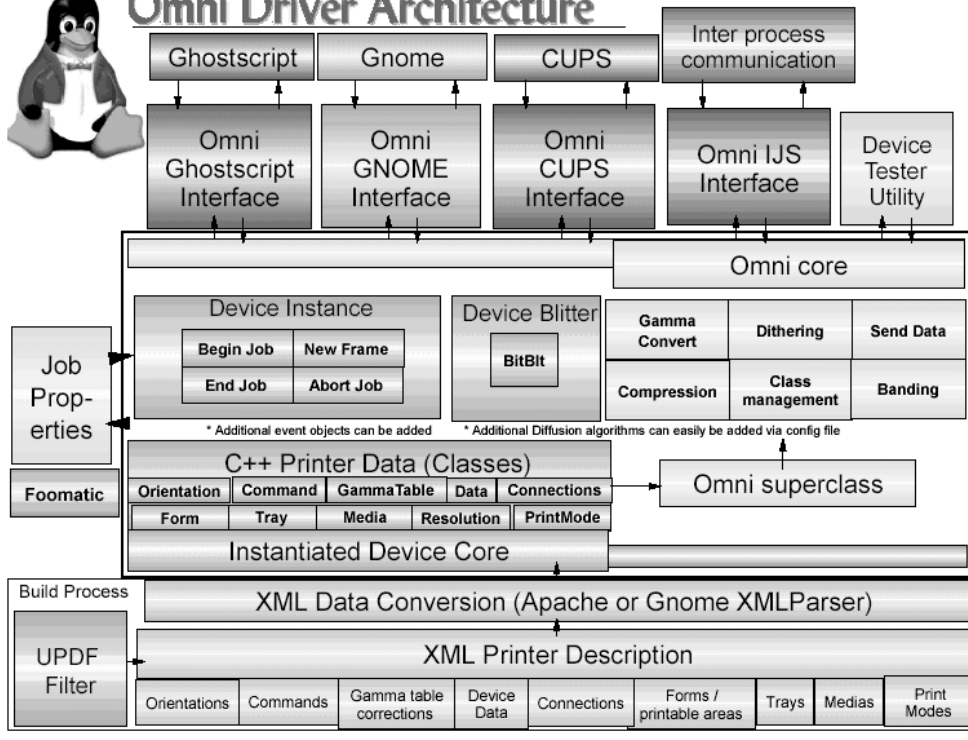 Omni Driver Architecture
Ghostscript
Gnome
CUPS
Inter process
communication
Omni
Ghostscript
Interface
Omni
GNOME
Interface
Omni
CUPS
Interface
Omni IJS
Interface
Device
Tester
Utility
Omni core
Device Instance
Begin Job
New Frame
End Job
Abort Job
Device Blitter
BitBlt
Gamma
Convert
Dithering
Send Data
Compression
Class
management
Banding
Job
Prop-
erties
* Additional event objects can be added
* Additional Diffusion algorithms can easily be added via config file
Foomatic
C++ Printer Data (Classes)
Orientation
Command
GammaTable
Data
Connections
Form
Tray
Media
Resolution
PrintMode
Omni superclass
Instantiated Device Core
Build Process
XML Data Conversion (Apache or Gnome XMLParser)
UPDF
Filter
XML Printer Description
Orientations
Commands
Gamma table
corrections
Device
Data
Connections
Forms /
printable areas
Trays
Medias
Print
Modes